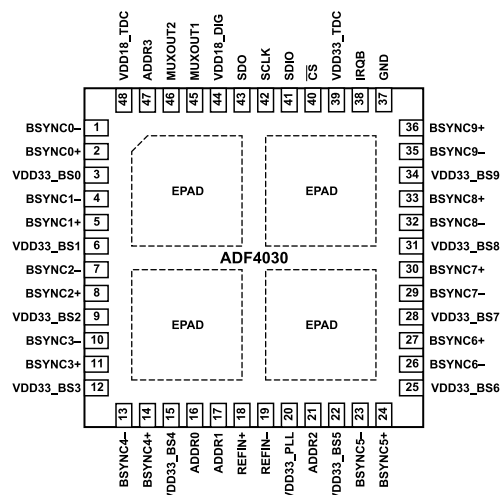 VDD18_TDC
ADDR3
MUXOUT2
MUXOUT1
VDD18_DIG
SDO
SCLK
SDIO
CS
VDD33_TDC
IRQB
GND
48 47 46 45 44 43 42 41 40 39 38 37
BSYNC0– 1
BSYNC0+ 2
VDD33_BS0 3
BSYNC1– 4
BSYNC1+ 5
VDD33_BS1 6
BSYNC2– 7
BSYNC2+ 8
VDD33_BS2 9
BSYNC3– 10
BSYNC3+ 11
VDD33_BS3 12
EPAD EPAD
ADF4030
EPAD EPAD
36 BSYNC9+
35 BSYNC9–
34 VDD33_BS9
33 BSYNC8+
32 BSYNC8–
31 VDD33_BS8
30 BSYNC7+
29 BSYNC7–
28 VDD33_BS7
27 BSYNC6+
26 BSYNC6–
25 VDD33_BS6
13 14 15 16 17 18 19 20 21 22 23 24
BSYNC4–
BSYNC4+
VDD33_BS4
ADDR0
ADDR1
REFIN+
REFIN–
VDD33_PLL
ADDR2
VDD33_BS5
BSYNC5–
BSYNC5+